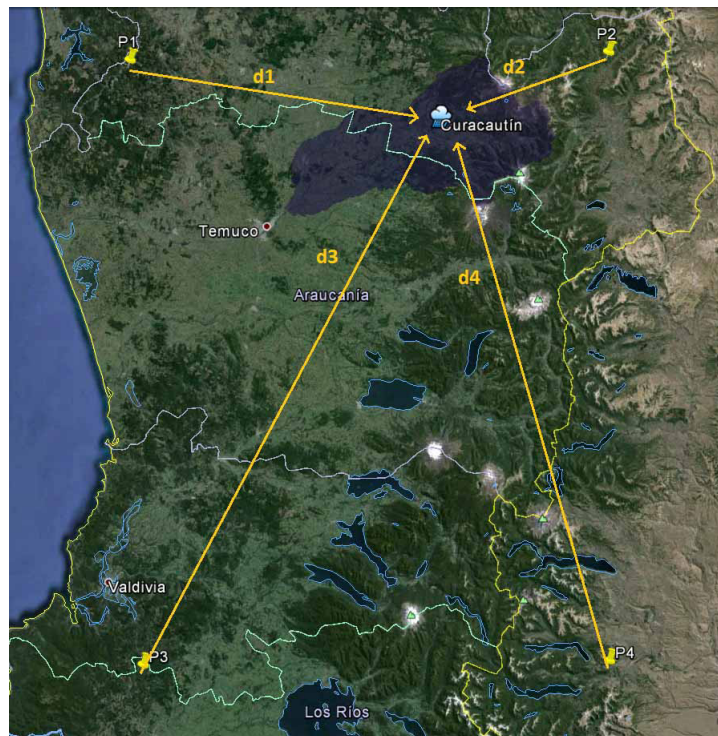 P1
P2
d1
d2
Curacautín
Temuco
d3
d4
Araucanía
Valdivia
P3
P4
Los Ríos